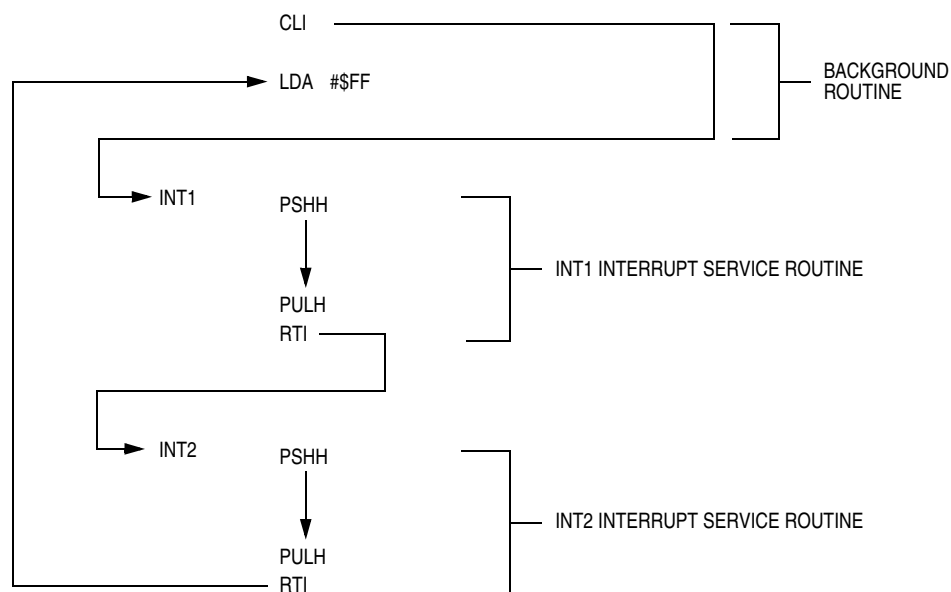 CLI
LDA #$FF
BACKGROUND
ROUTINE
INT1
PSHH
INT1 INTERRUPT SERVICE ROUTINE
PULH
RTI
INT2
PSHH
INT2 INTERRUPT SERVICE ROUTINE
PULH
RTI